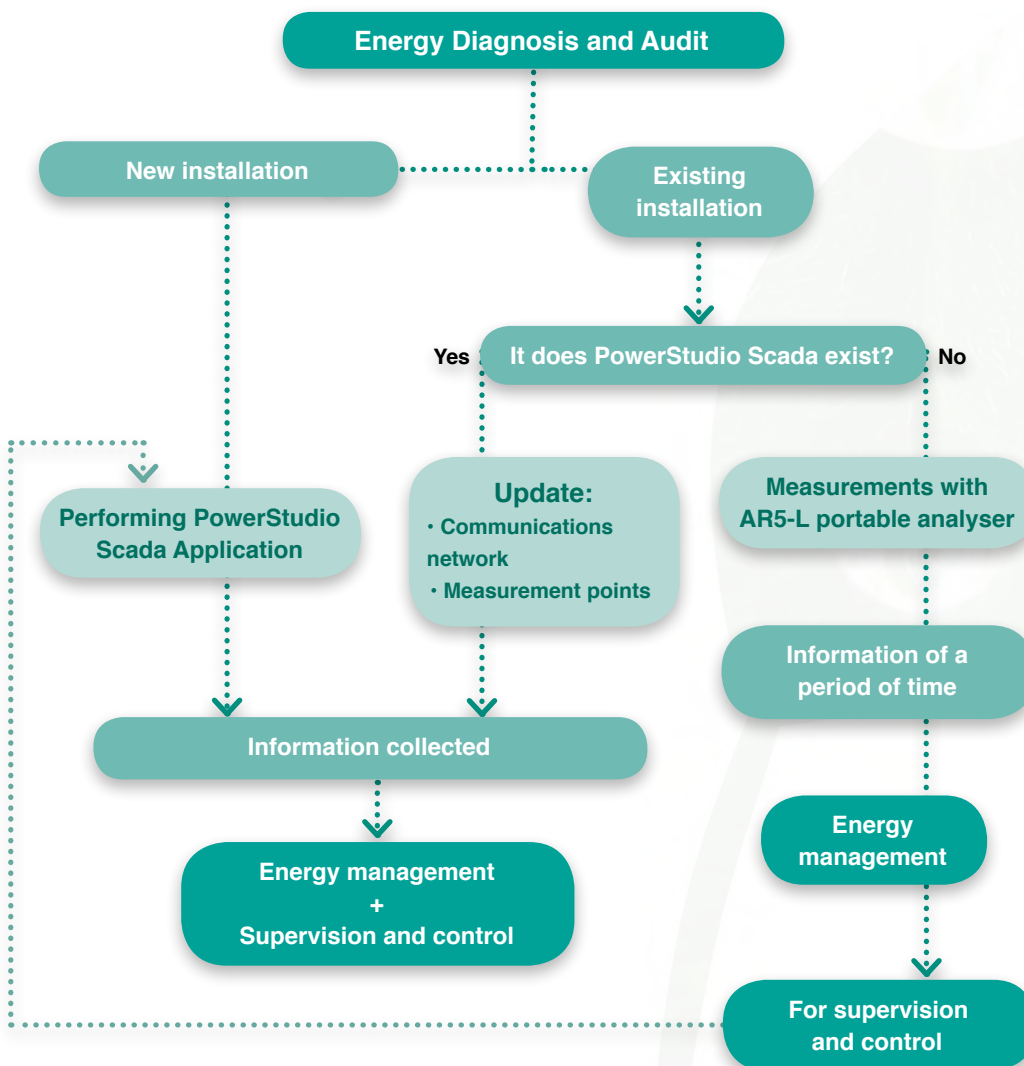 Energy Diagnosis and Audit
New installation
Existing
installation
Yes
It does PowerStudio Scada exist?
No
Performing PowerStudio
Scada Application
Update:
· Communications
network
· Measurement points
Measurements with
AR5-L portable analyser
Information of a
period of time
Information collected
Energy management
+
Supervision and control
Energy
management
For supervision
and control